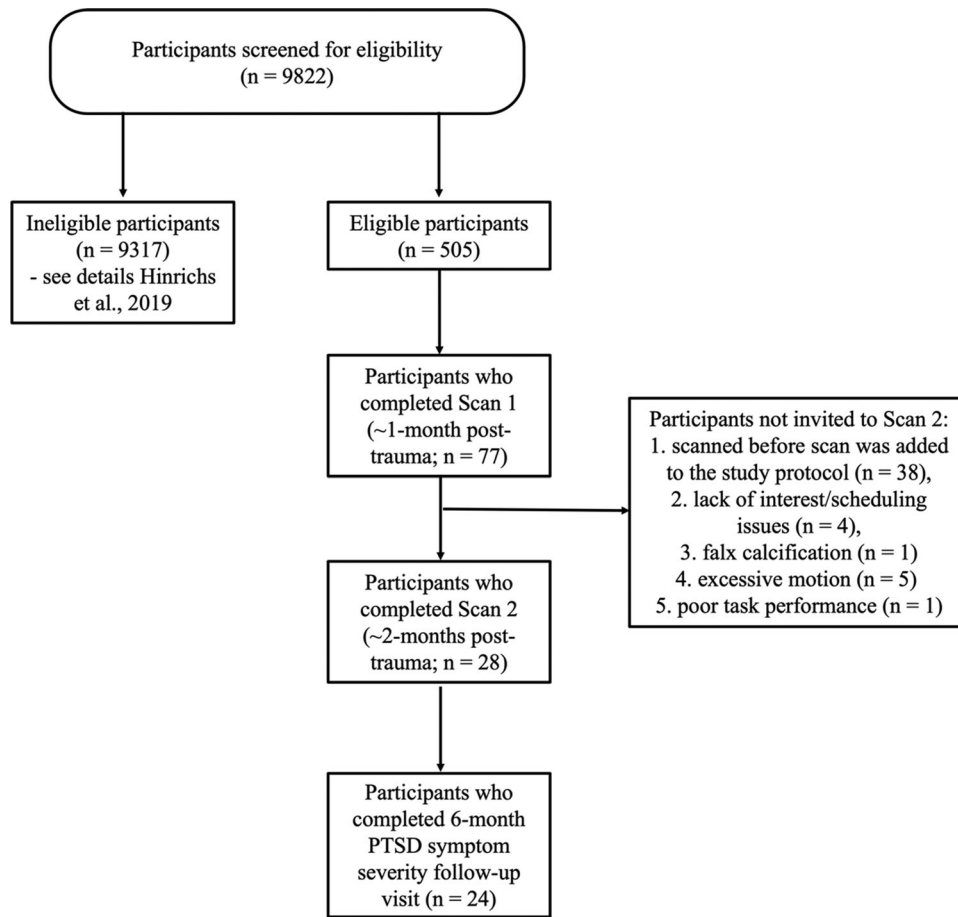 Participants screened for eligibility
(n = 9822)
Ineligible participants
(n = 9317)
- see details Hinrichs
et al., 2019
Eligible participants
(n = 505)
Participants who
completed Scan 1
(~1-month post-
trauma; n = 77)
Participants not invited to Scan 2:
1. scanned before scan was added
to the study protocol (n = 38),
2. lack of interest/scheduling
issues (n = 4),
3. falx calcification (n = 1)
4. excessive motion (n = 5)
5. poor task performance (n = 1)
Participants who
completed Scan 2
(~2-months post-
trauma; n = 28)
Participants who
completed 6-month
PTSD symptom
severity follow-up
visit (n = 24)